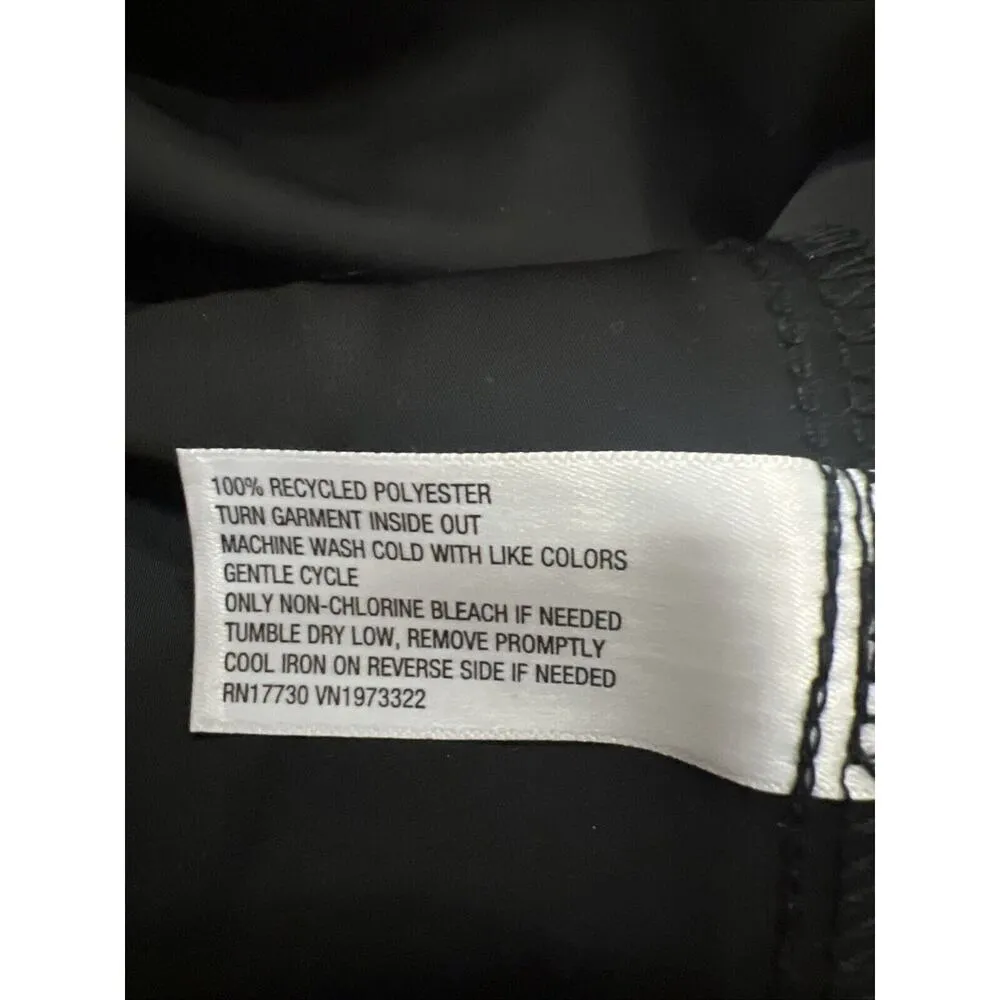 100% RECYCLED POLYESTER
TURN GARMENT INSIDE OUT
MACHINE WASH COLD WITH LIKE COLORS
GENTLE CYCLE
ONLY NON-CHLORINE BLEACH IF NEEDED
TUMBLE DRY LOW, REMOVE PROMPTLY
COOL IRON ON REVERSE SIDE IF NEEDED
RN17730 VN1973322